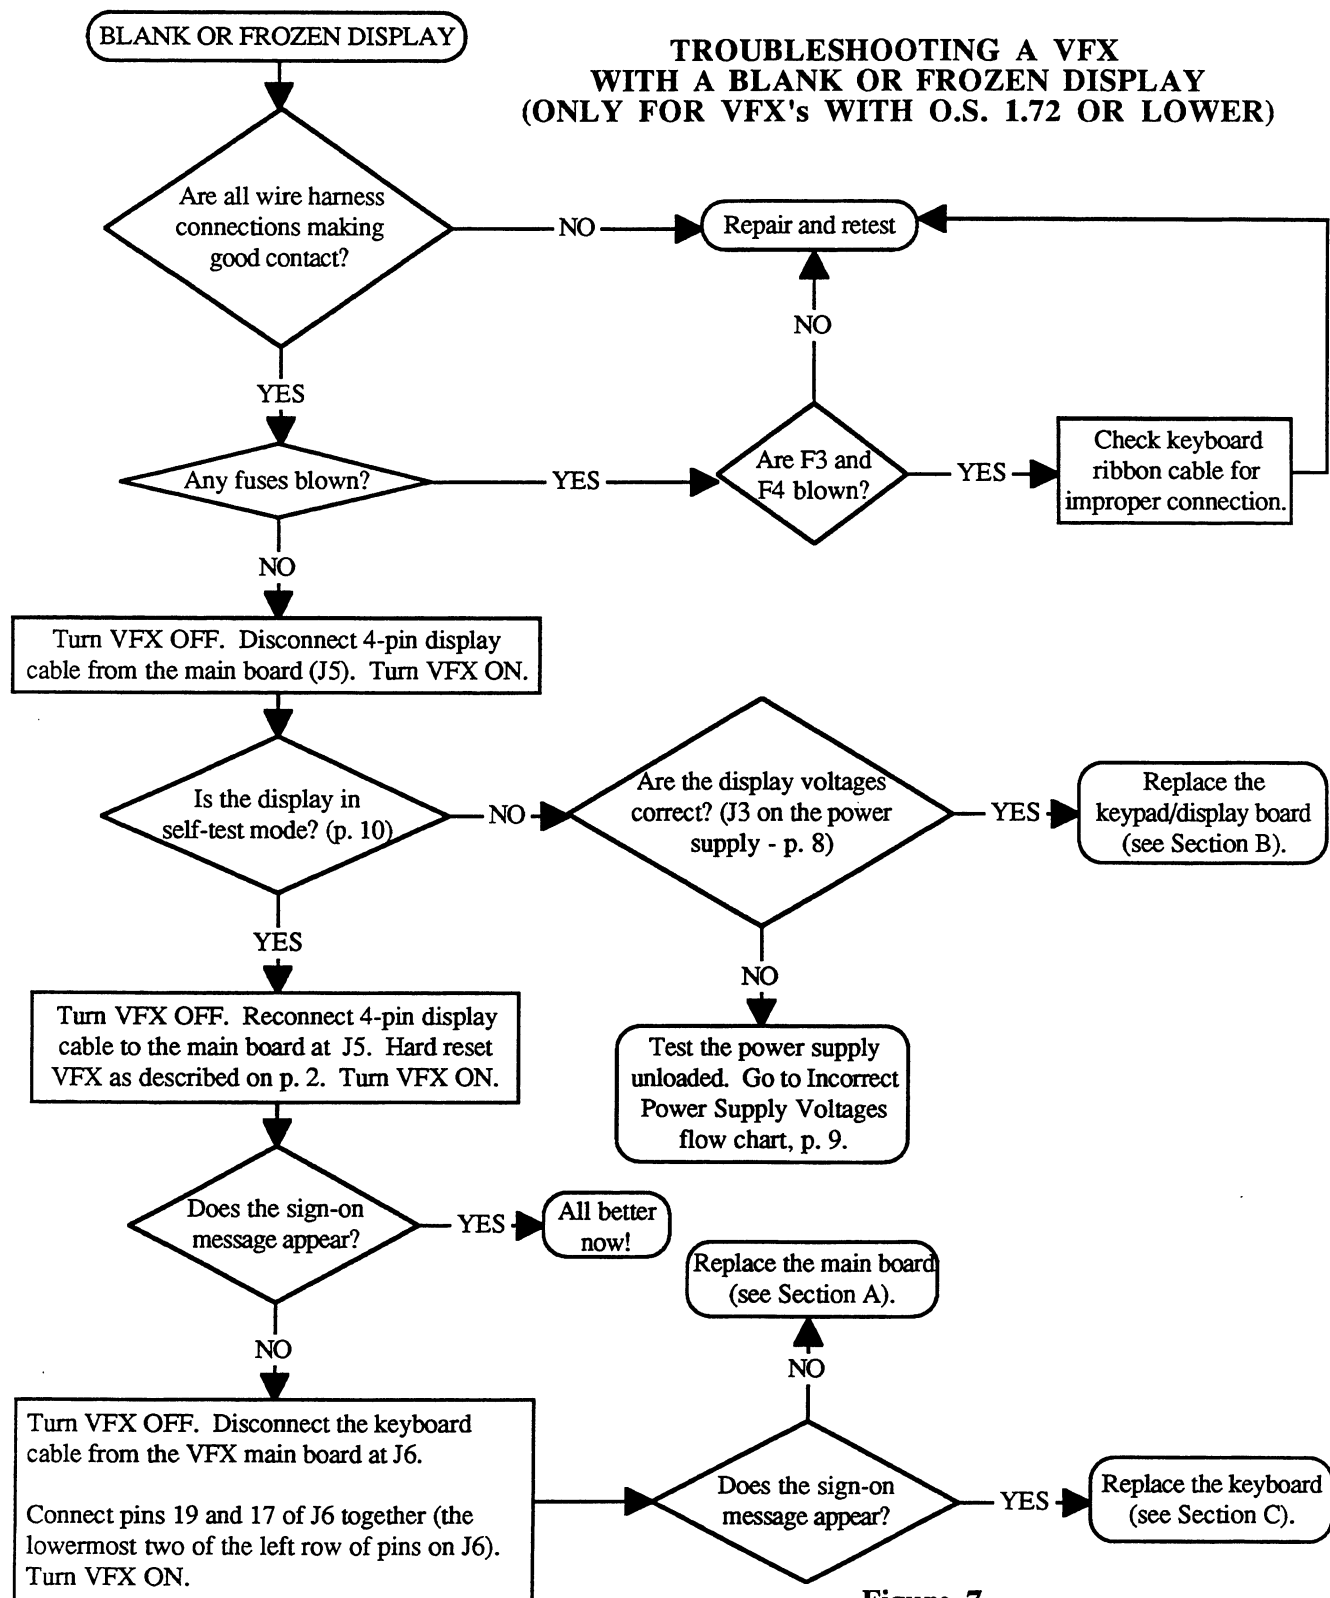 BLANK OR FROZEN DISPLAY
TROUBLESHOOTING A VFX
WITH A BLANK OR FROZEN DISPLAY
(ONLY FOR VFX's WITH O.S. 1.72 OR LOWER)
Are all wire harness
connections making
good contact?
NO
Repair and retest
NO
YES
Any fuses blown?
YES
Are F3 and
F4 blown?
YES
Check keyboard
ribbon cable for
improper connection.
NO
Turn VFX OFF. Disconnect 4-pin display
cable from the main board (J5). Turn VFX ON.
Is the display in
self-test mode? (p. 10)
NO
Are the display voltages
correct? (J3 on the power
supply - p. 8)
YES
Replace the
keypad/display board
(see Section B).
YES
NO
Turn VFX OFF. Reconnect 4-pin display
cable to the main board at J5. Hard reset
VFX as described on p. 2. Turn VFX ON.
Test the power supply
unloaded. Go to Incorrect
Power Supply Voltages
flow chart, p. 9.
Does the sign-on
message appear?
YES
All better
now!
Replace the main board
(see Section A).
NO
NO
Turn VFX OFF. Disconnect the keyboard
cable from the VFX main board at J6.
Connect pins 19 and 17 of J6 together (the
lowermost two of the left row of pins on J6).
Turn VFX ON.
Does the sign-on
message appear?
YES
Replace the keyboard
(see Section C).
Figure 7